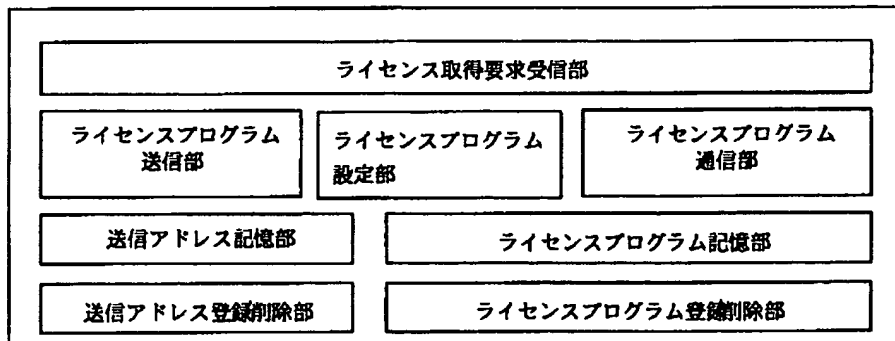 ライセンス取得要求受信部
ライセンスプログラム
送信部
ライセンスプログラム
設定部
ライセンスプログラム
通信部
送信アドレス記憶部
ライセンスプログラム記憶部
送信アドレス登録削除部
ライセンスプログラム登録削除部